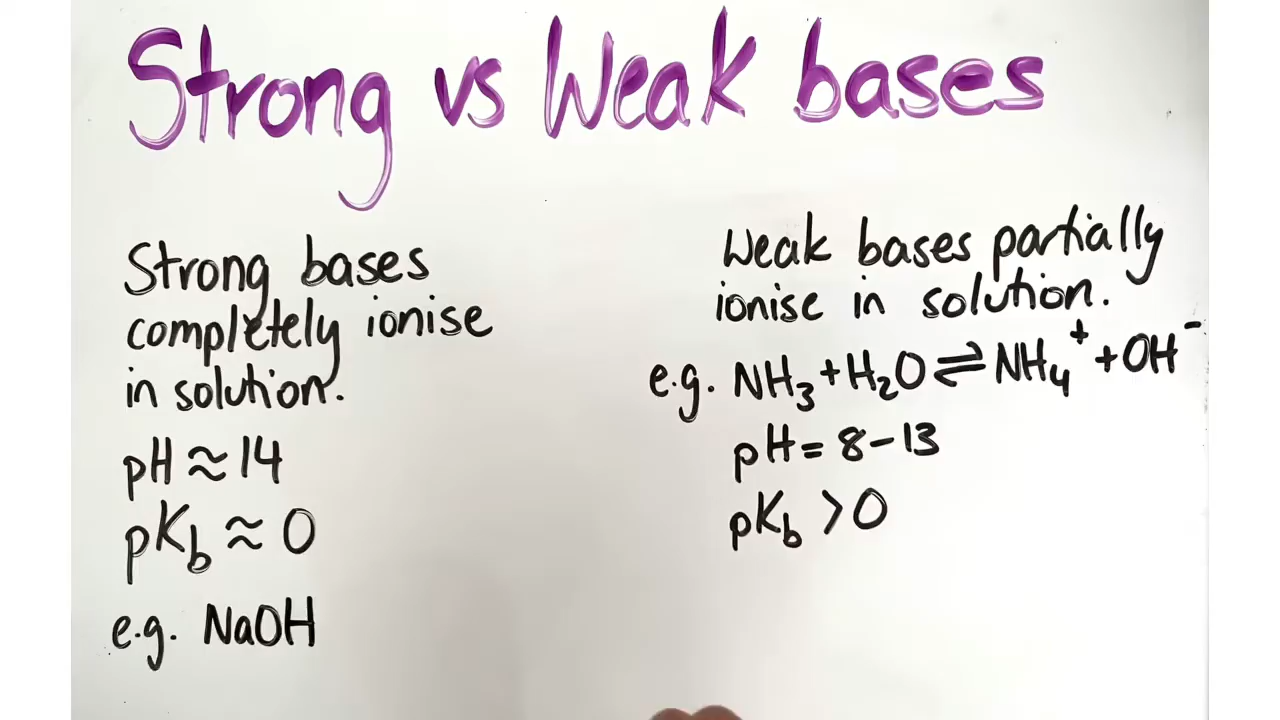 Strong vs Weak bases
Strong bases
completely ionise
in solution.
pH ≈ 14
pKb ≈ 0
e.g. NaOH
Weak bases partially
ionise in solution.
e.g. NH₃ + H₂O ⇌ NH₄⁺ + OH⁻
pH = 8-13
pKb > 0